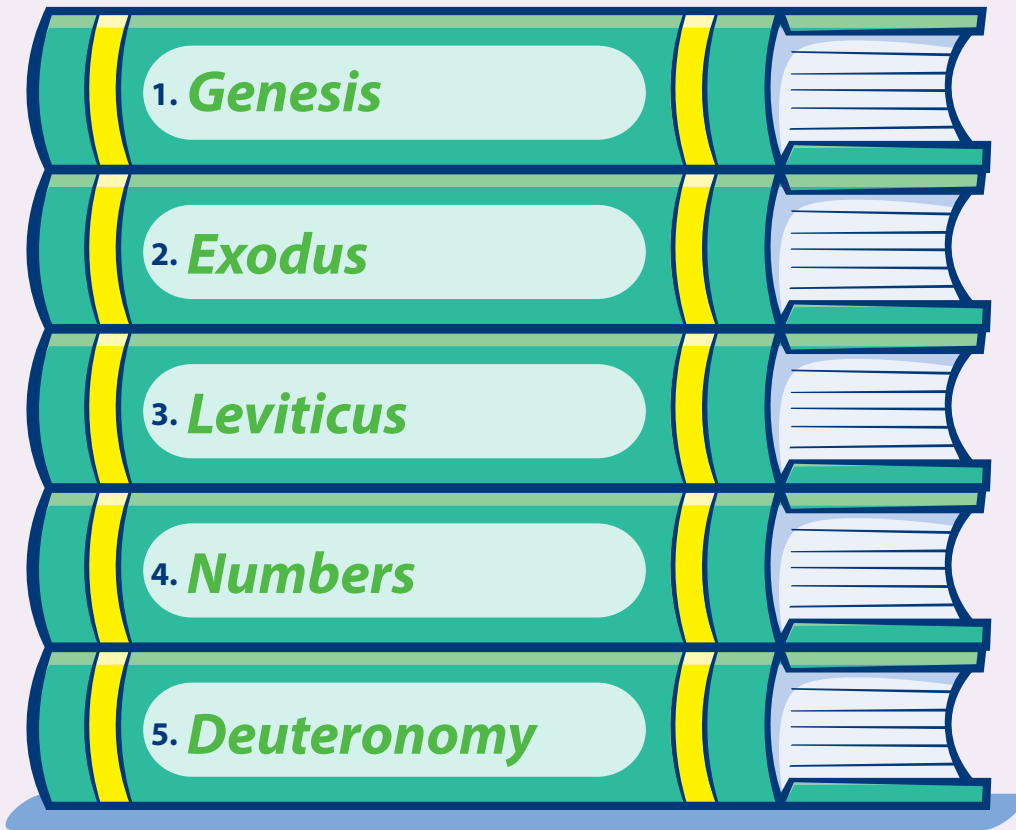 1. Genesis
2. Exodus
3. Leviticus
4. Numbers
5. Deuteronomy